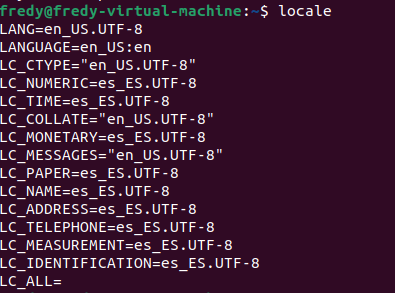 fredy@fredy-virtual-machine:~$ locale
LANG=en_US.UTF-8
LANGUAGE=en_US:en
LC_CTYPE="en_US.UTF-8"
LC_NUMERIC=es_ES.UTF-8
LC_TIME=es_ES.UTF-8
LC_COLLATE="en_US.UTF-8"
LC_MONETARY=es_ES.UTF-8
LC_MESSAGES="en_US.UTF-8"
LC_PAPER=es_ES.UTF-8
LC_NAME=es_ES.UTF-8
LC_ADDRESS=es_ES.UTF-8
LC_TELEPHONE=es_ES.UTF-8
LC_MEASUREMENT=es_ES.UTF-8
LC_IDENTIFICATION=es_ES.UTF-8
LC_ALL=